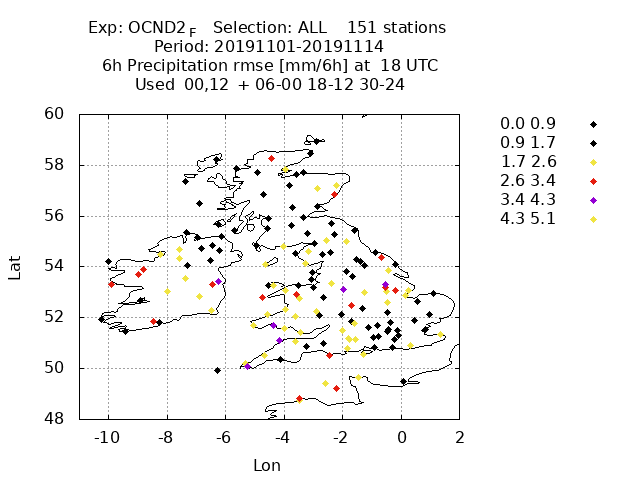 Exp: OCND2 F Selection: ALL 151 stations
Period: 20191101-20191114
6h Precipitation rmse [mm/6h] at 18 UTC
Used 00,12 + 06-00 18-12 30-24
60
58
56
54
52
50
48
Lat
-10 -8 -6 -4 -2 0 2
Lon
0.0 0.9
0.9 1.7
1.7 2.6
2.6 3.4
3.4 4.3
4.3 5.1